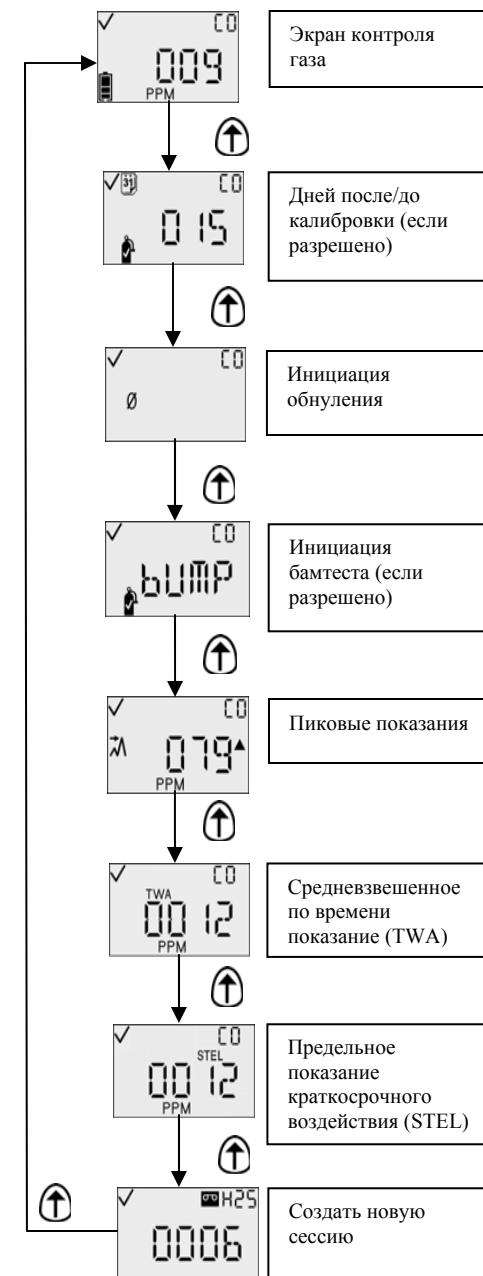 CO
009
PPM
Экран контроля
газа
31
CO
015
Дней после/до
калибровки (если
разрешено)
CO
Ø
Инициация
обнуления
CO
bUMP
Инициация
бамтеста (если
разрешено)
CO
079
PPM
Пиковые показания
CO
TWA
0012
PPM
Средневзвешенное
по времени
показание (TWA)
CO
STEL
0012
PPM
Предельное
показание
краткосрочного
воздействия (STEL)
H2S
0006
Создать новую
сессию